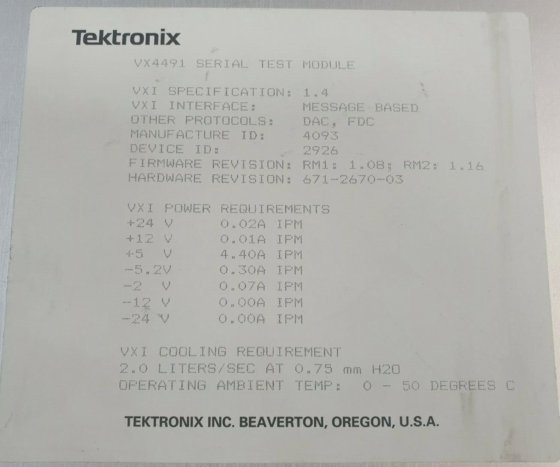 Tektronix
VX4491 SERIAL TEST MODULE
VXI SPECIFICATION: 1.4
VXI INTERFACE: MESSAGE BASED
OTHER PROTOCOLS: DAC, FDC
MANUFACTURE ID: 4093
DEVICE ID: 2926
FIRMWARE REVISION: RM1: 1.08; RM2: 1.16
HARDWARE REVISION: 671-2670-03
VXI POWER REQUIREMENTS
+24 V 0.02A IPM
+12 V 0.01A IPM
+5 V 4.40A IPM
-5.2V 0.30A IPM
-2 V 0.07A IPM
-12 V 0.00A IPM
-24 V 0.00A IPM
VXI COOLING REQUIREMENT
2.0 LITERS/SEC AT 0.75 mm H2O
OPERATING AMBIENT TEMP: 0 - 50 DEGREES C
TEKTRONIX INC. BEAVERTON, OREGON, U.S.A.